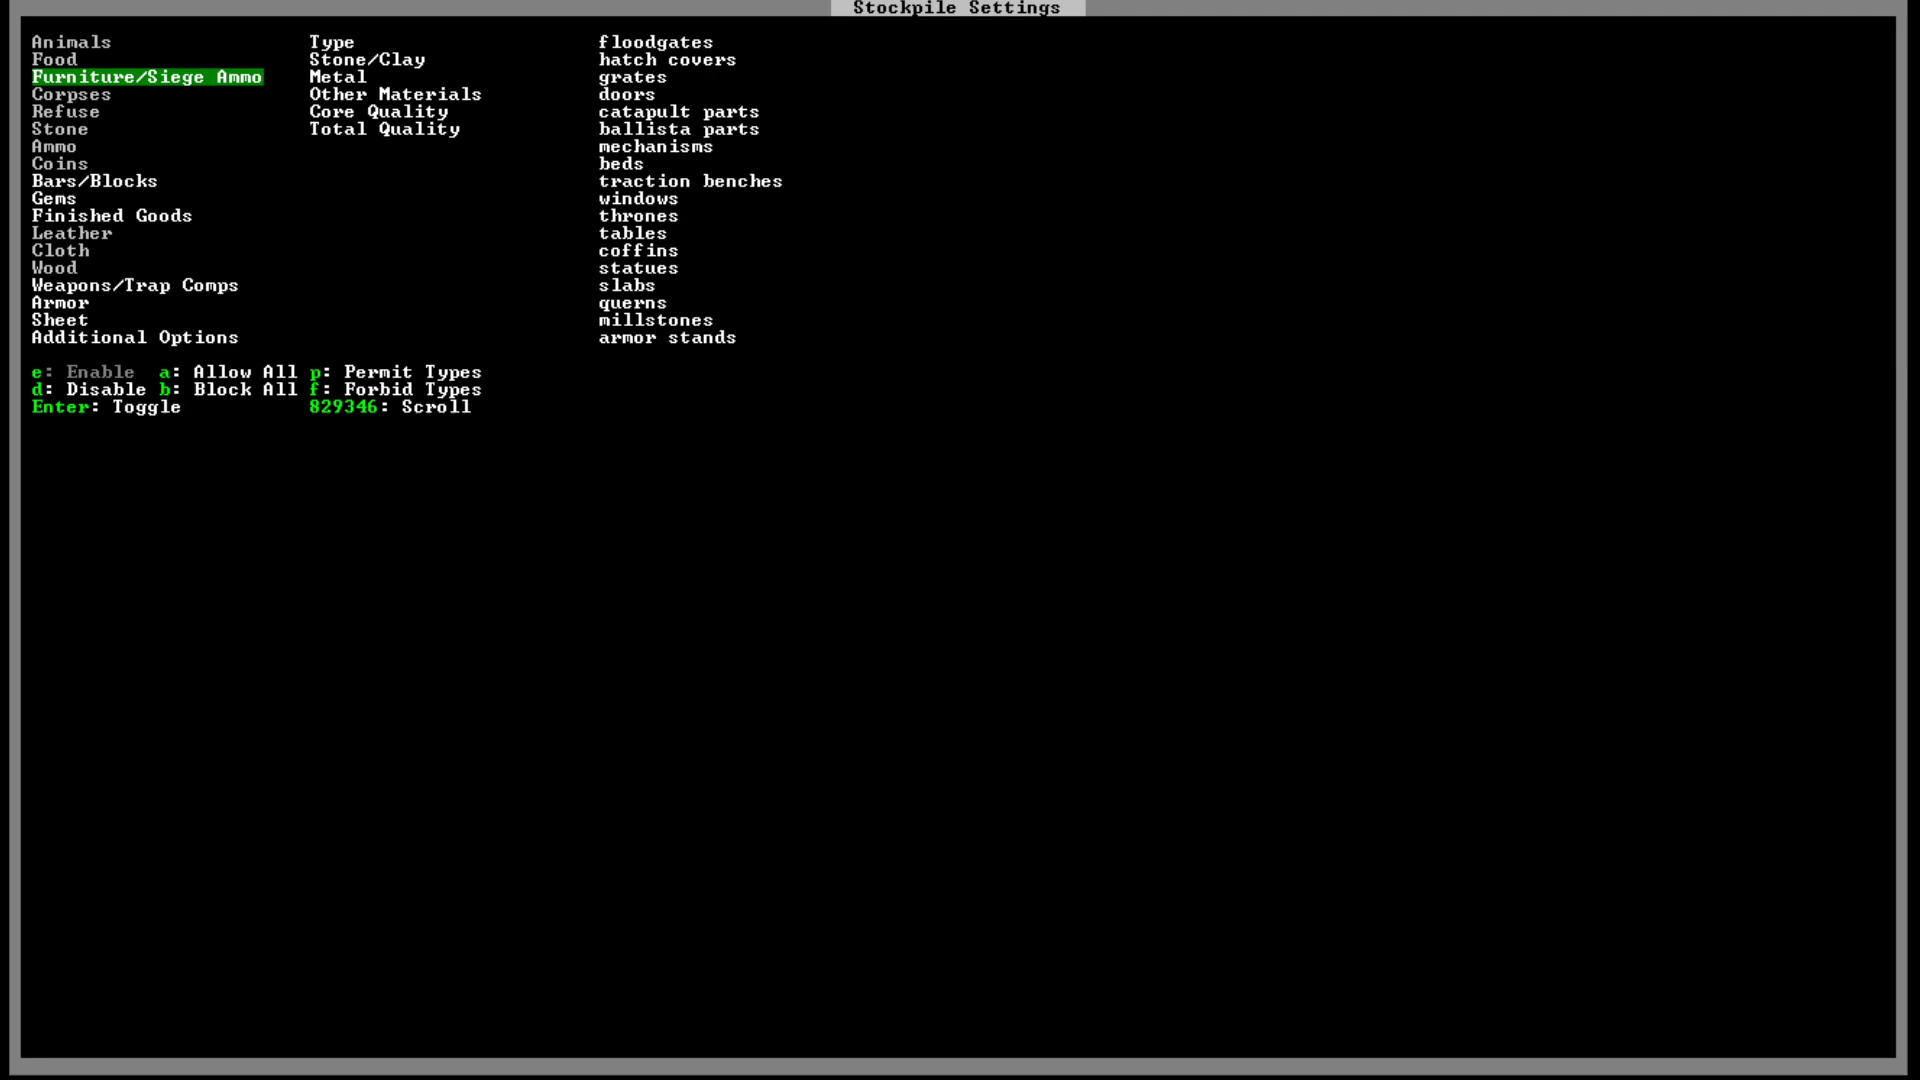 Stockpile Settings
Animals Type floodgates
Food Stone/Clay hatch covers
Furniture/Siege Ammo Metal grates
Corpses Other Materials doors
Refuse Core Quality catapult parts
Stone Total Quality ballista parts
Ammo mechanisms
Coins beds
Bars/Blocks traction benches
Gems windows
Finished Goods thrones
Leather tables
Cloth coffins
Wood statues
Weapons/Trap Comps slabs
Armor querns
Sheet millstones
Additional Options armor stands
e: Enable a: Allow All p: Permit Types
d: Disable b: Block All f: Forbid Types
Enter: Toggle 829346: Scroll